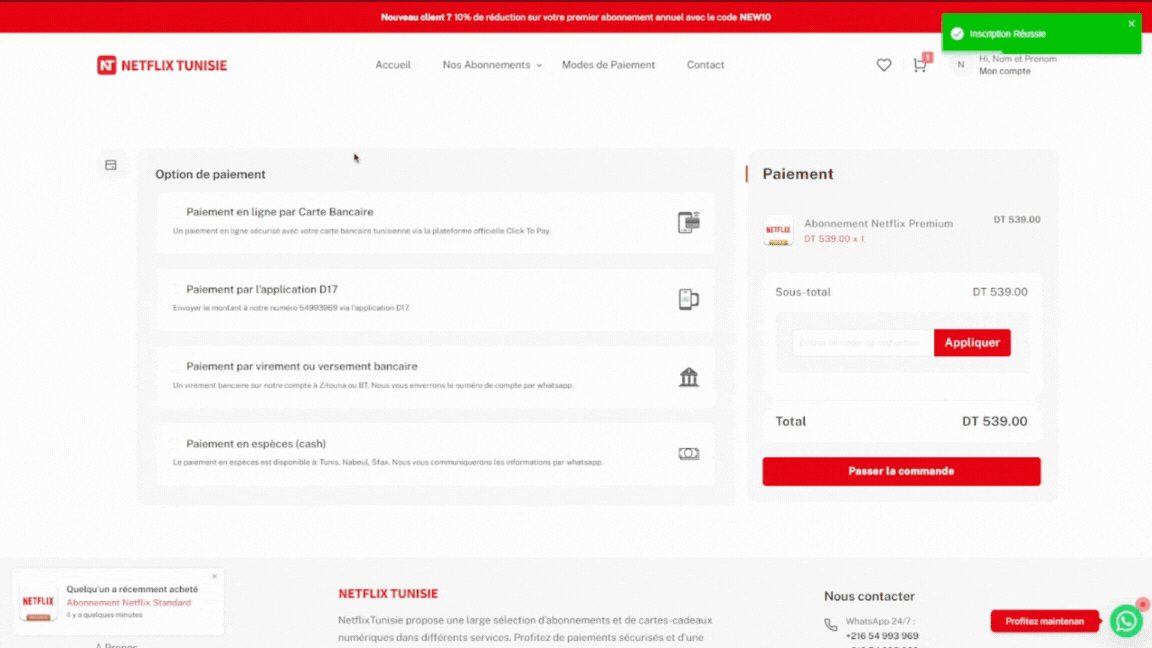 Nouveau client ? 10% de réduction sur votre premier abonnement annuel avec le code NEW10
Inscription Réussie
NT NETFLIX TUNISIE
Accueil
Nos Abonnements
Modes de Paiement
Contact
1
N
Hi, Nom et Prenom
Mon compte
Option de paiement
Paiement en ligne par Carte Bancaire
Un paiement en ligne sécurisé avec votre carte bancaire tunisienne via la plateforme officielle Click To Pay.
Paiement par l'application D17
Envoyer le montant à notre numéro 54993969 via l'application D17.
Paiement par virement ou versement bancaire
Un virement bancaire sur notre compte à Zitouna ou BT. Nous vous enverrons le numéro de compte par whatsapp.
Paiement en espèces (cash)
Le paiement en espèces est disponible à: Tunis, Nabeul, Sfax. Nous vous communiquerons les informations par whatsapp.
Paiement
NETFLIX
Abonnement Netflix Premium
DT 539.00
DT 539.00 x 1
Sous-total
DT 539.00
Appliquer
Total
DT 539.00
Passer la commande
NETFLIX
Quelqu'un a récemment acheté
Abonnement Netflix Standard
il y a quelques minutes
A Propos
NETFLIX TUNISIE
NetflixTunisie propose une large sélection d'abonnements et de cartes-cadeaux
numériques dans différents services. Profitez de paiements sécurisés et d'une
Nous contacter
WhatsApp 24/7 :
+216 54 993 969
Profitez maintenan